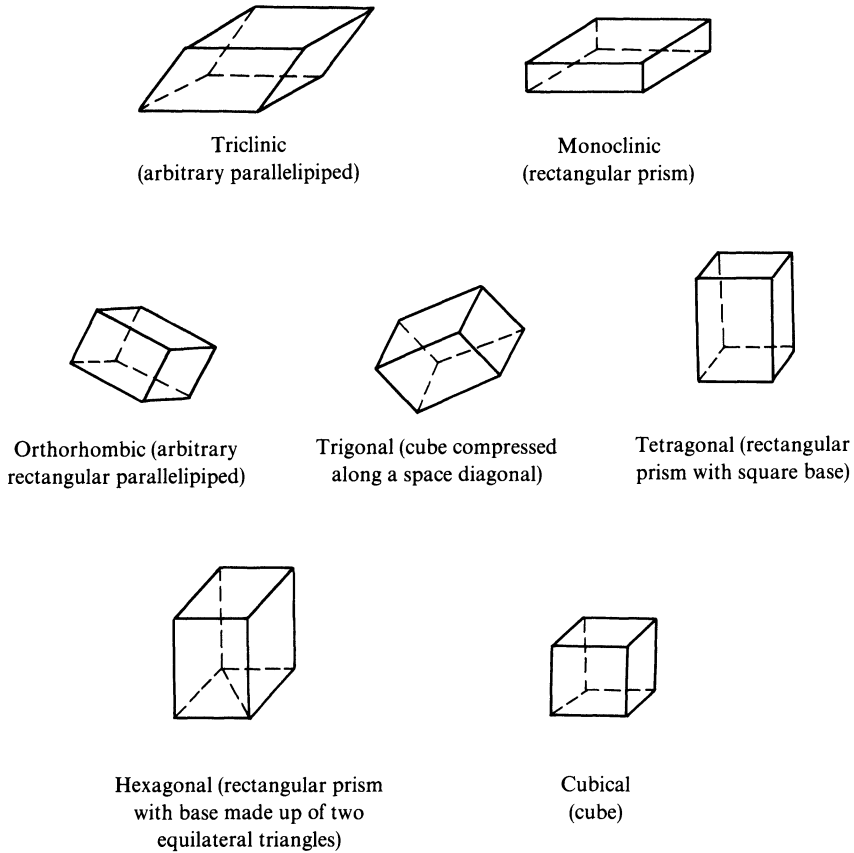 Triclinic
(arbitrary parallelipiped)
Monoclinic
(rectangular prism)
Orthorhombic (arbitrary
rectangular parallelipiped)
Trigonal (cube compressed
along a space diagonal)
Tetragonal (rectangular
prism with square base)
Hexagonal (rectangular prism
with base made up of two
equilateral triangles)
Cubical
(cube)